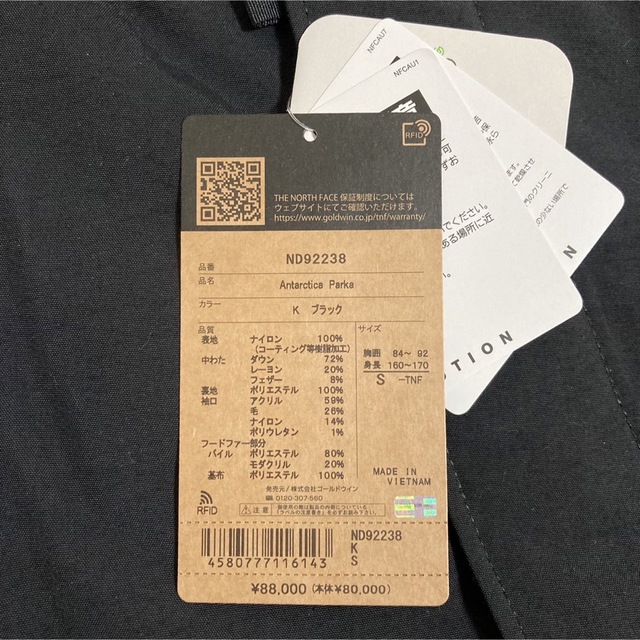 RFID
THE NORTH FACE 保証制度については
ウェブサイトにてご確認いただけます。
https://www.goldwin.co.jp/tnf/warranty/
品番 ND92238
品名 Antarctica Parka
カラー K ブラック
品質
表地 ナイロン 100%
(コーティング等樹脂加工)
中わた ダウン 72%
レーヨン 20%
フェザー 8%
裏地 ポリエステル 100%
袖口 アクリル 59%
毛 26%
ナイロン 14%
ポリウレタン 1%
フードファー部分
パイル ポリエステル 80%
モダクリル 20%
基布 ポリエステル 100%
サイズ
胸囲 84~ 92
身長 160~170
S -TNF
MADE IN
VIETNAM
発売元/株式会社ゴールドウイン
0120-307-560
RFID
注意
4580777116143
ND92238
K
S
¥88,000 (本体¥80,000)
NFCAU1
NFCAU7